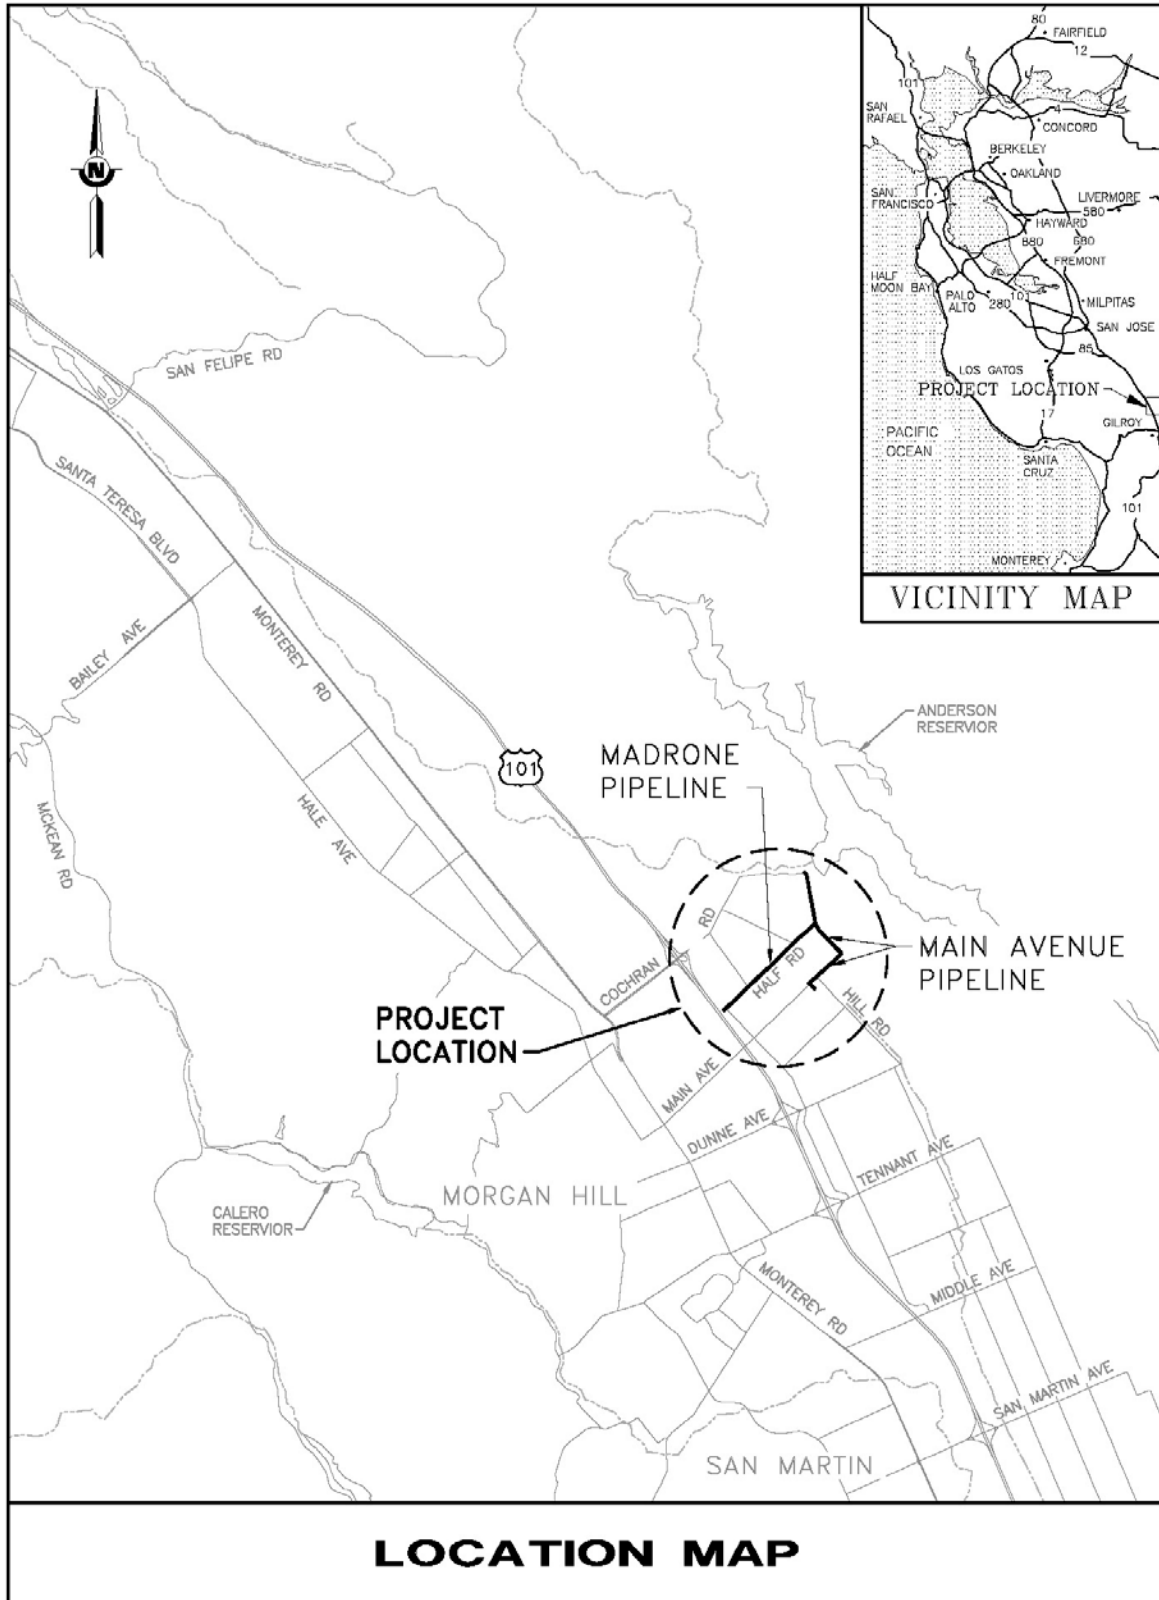 80
FAIRFIELD
12
101
SAN
RAFAEL
4
CONCORD
BERKELEY
OAKLAND
SAN
FRANCISCO
LIVERMORE
580
HAYWARD
880
680
FREMONT
HALF
MOON BAY
PALO
ALTO
280
101
MILPITAS
SAN JOSE
85
LOS GATOS
PROJECT LOCATION
17
GILROY
PACIFIC
OCEAN
SANTA
CRUZ
101
MONTEREY
VICINITY MAP
N
SAN FELIPE RD
SANTA TERESA BLVD
BAILEY AVE
MONTEREY RD
ANDERSON
RESERVIOR
101
MADRONE
PIPELINE
HALE AVE
MCKEAN RD
RD
COCHRAN
HALF RD
MAIN AVENUE
PIPELINE
HILL RD
PROJECT
LOCATION
MAIN AVE
DUNNE AVE
TENNANT AVE
MORGAN HILL
CALERO
RESERVIOR
MONTEREY RD
MIDDLE AVE
SAN MARTIN AVE
SAN MARTIN
LOCATION MAP